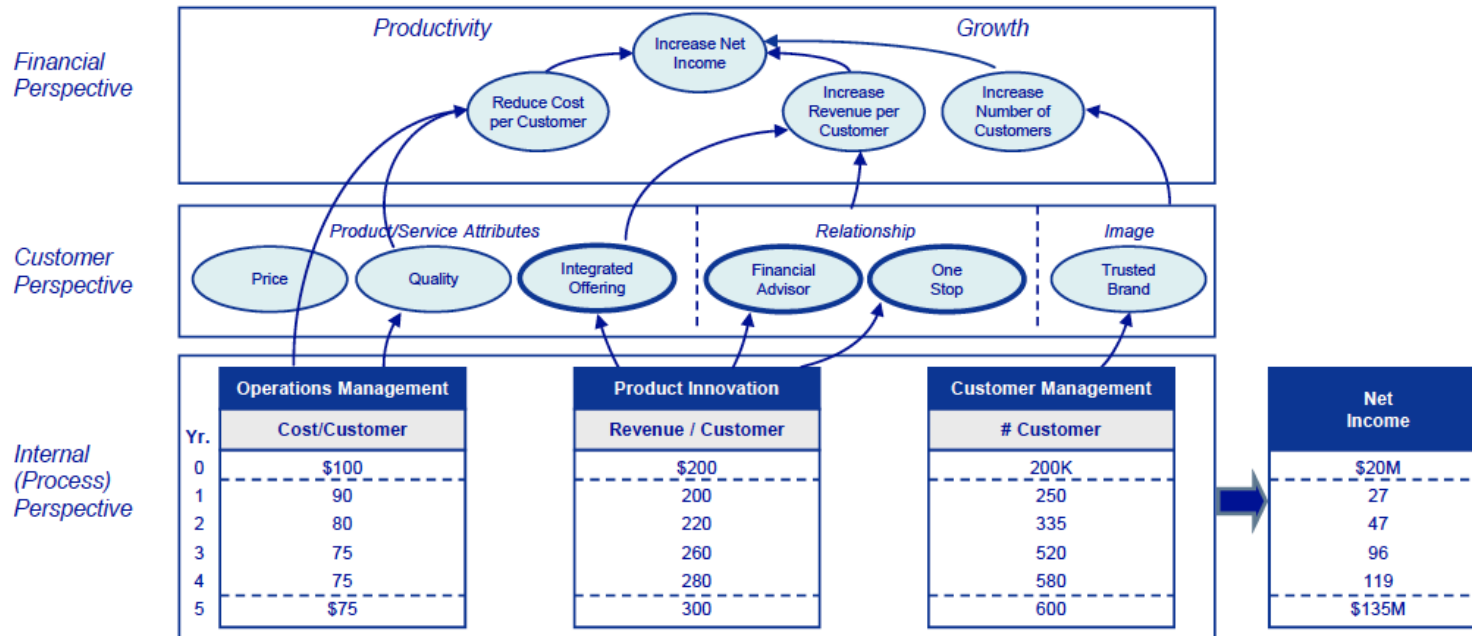 Financial
Perspective
Productivity
Growth
Increase Net
Income
Reduce Cost
per Customer
Increase
Revenue per
Customer
Increase
Number of
Customers
Customer
Perspective
Product/Service Attributes
Relationship
Image
Price
Quality
Integrated
Offering
Financial
Advisor
One
Stop
Trusted
Brand
Internal
(Process)
Perspective
Operations Management
Product Innovation
Customer Management
Net
Income
Yr.
Cost/Customer
Revenue / Customer
# Customer
0 $100 $200 200K $20M
1 90 200 250 27
2 80 220 335 47
3 75 260 520 96
4 75 280 580 119
5 $75 300 600 $135M